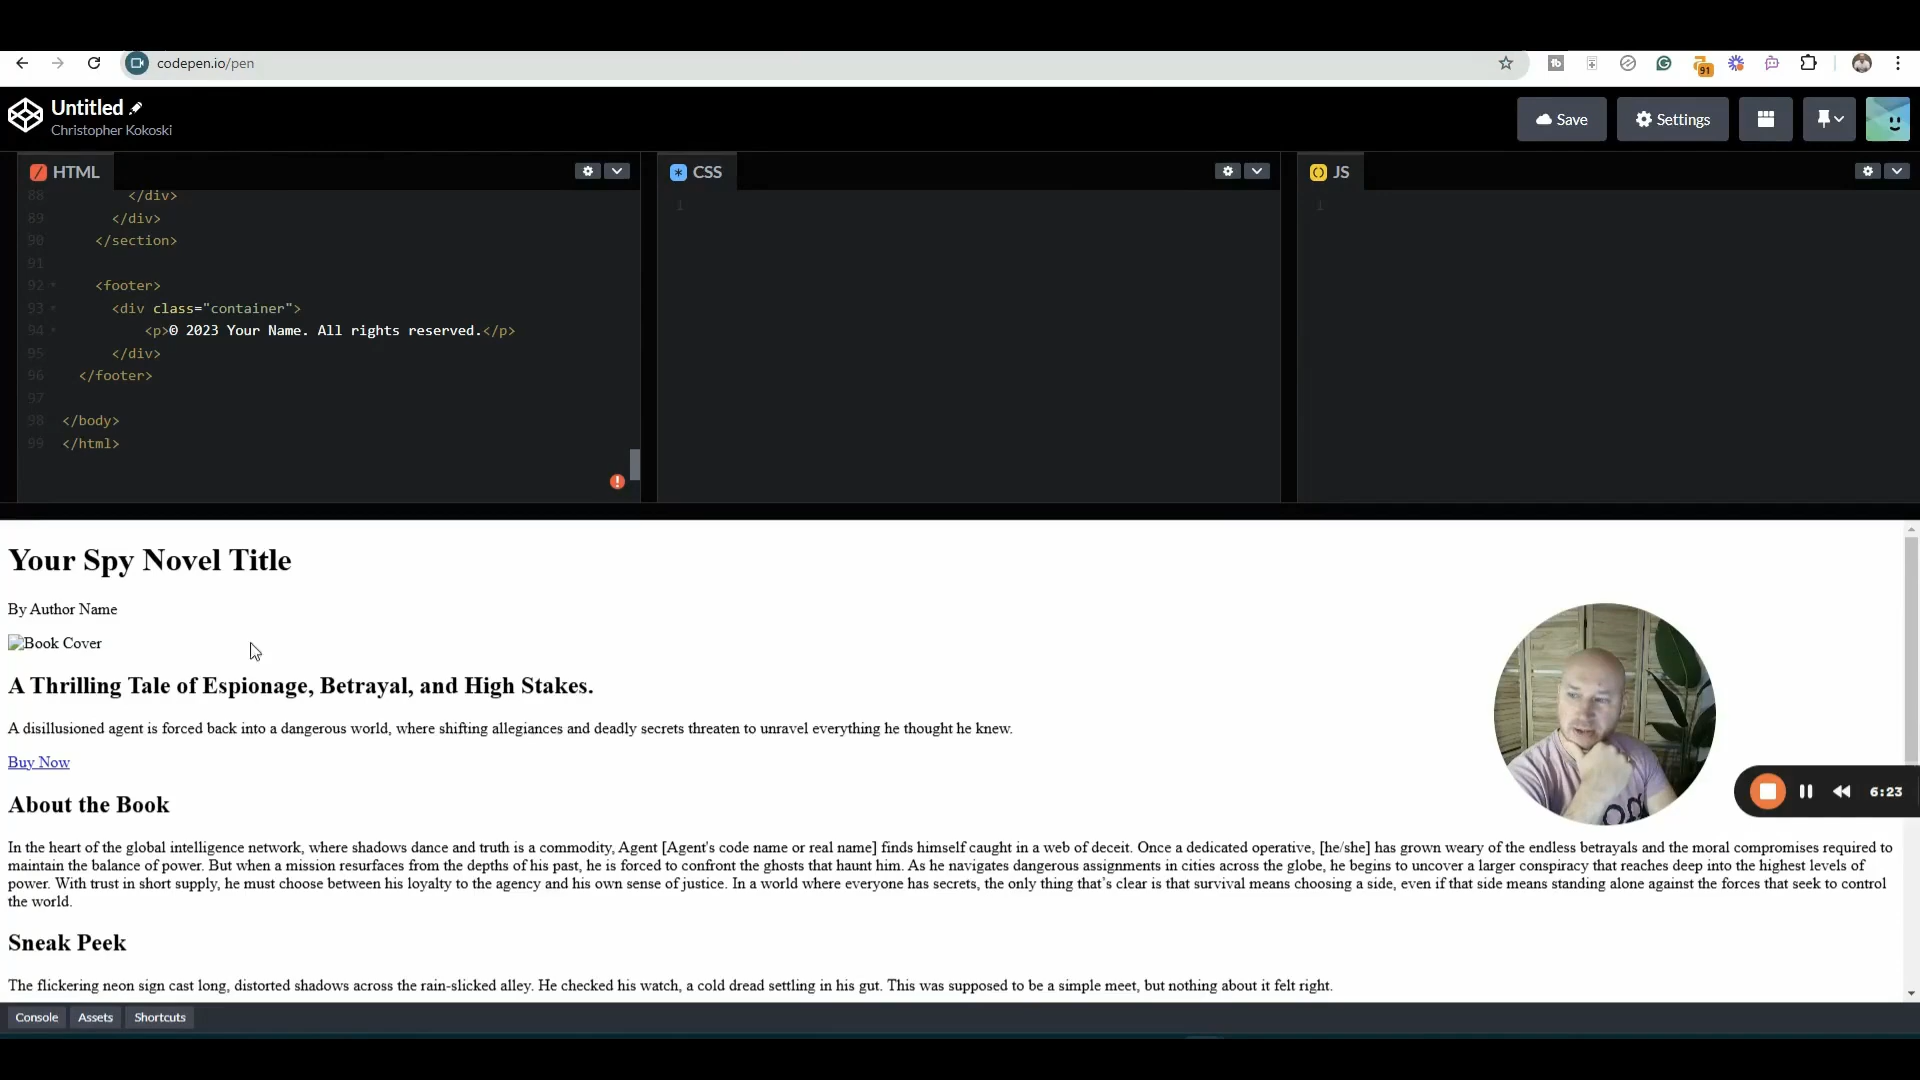 codepen.io/pen
91
Untitled
Christopher Kokoski
Save
Settings
HTML
CSS
JS
88 </div>
89 </div>
90 </section>
91
92 <footer>
93 <div class="container">
94 <p>© 2023 Your Name. All rights reserved.</p>
95 </div>
96 </footer>
97
98 </body>
99 </html>
1
1
Your Spy Novel Title
By Author Name
Book Cover
A Thrilling Tale of Espionage, Betrayal, and High Stakes.
A disillusioned agent is forced back into a dangerous world, where shifting allegiances and deadly secrets threaten to unravel everything he thought he knew.
Buy Now
About the Book
In the heart of the global intelligence network, where shadows dance and truth is a commodity, Agent [Agent's code name or real name] finds himself caught in a web of deceit. Once a dedicated operative, [he/she] has grown weary of the endless betrayals and the moral compromises required to
maintain the balance of power. But when a mission resurfaces from the depths of his past, he is forced to confront the ghosts that haunt him. As he navigates dangerous assignments in cities across the globe, he begins to uncover a larger conspiracy that reaches deep into the highest levels of
power. With trust in short supply, he must choose between his loyalty to the agency and his own sense of justice. In a world where everyone has secrets, the only thing that’s clear is that survival means choosing a side, even if that side means standing alone against the forces that seek to control
the world.
Sneak Peek
The flickering neon sign cast long, distorted shadows across the rain-slicked alley. He checked his watch, a cold dread settling in his gut. This was supposed to be a simple meet, but nothing about it felt right.
6:23
Console
Assets
Shortcuts